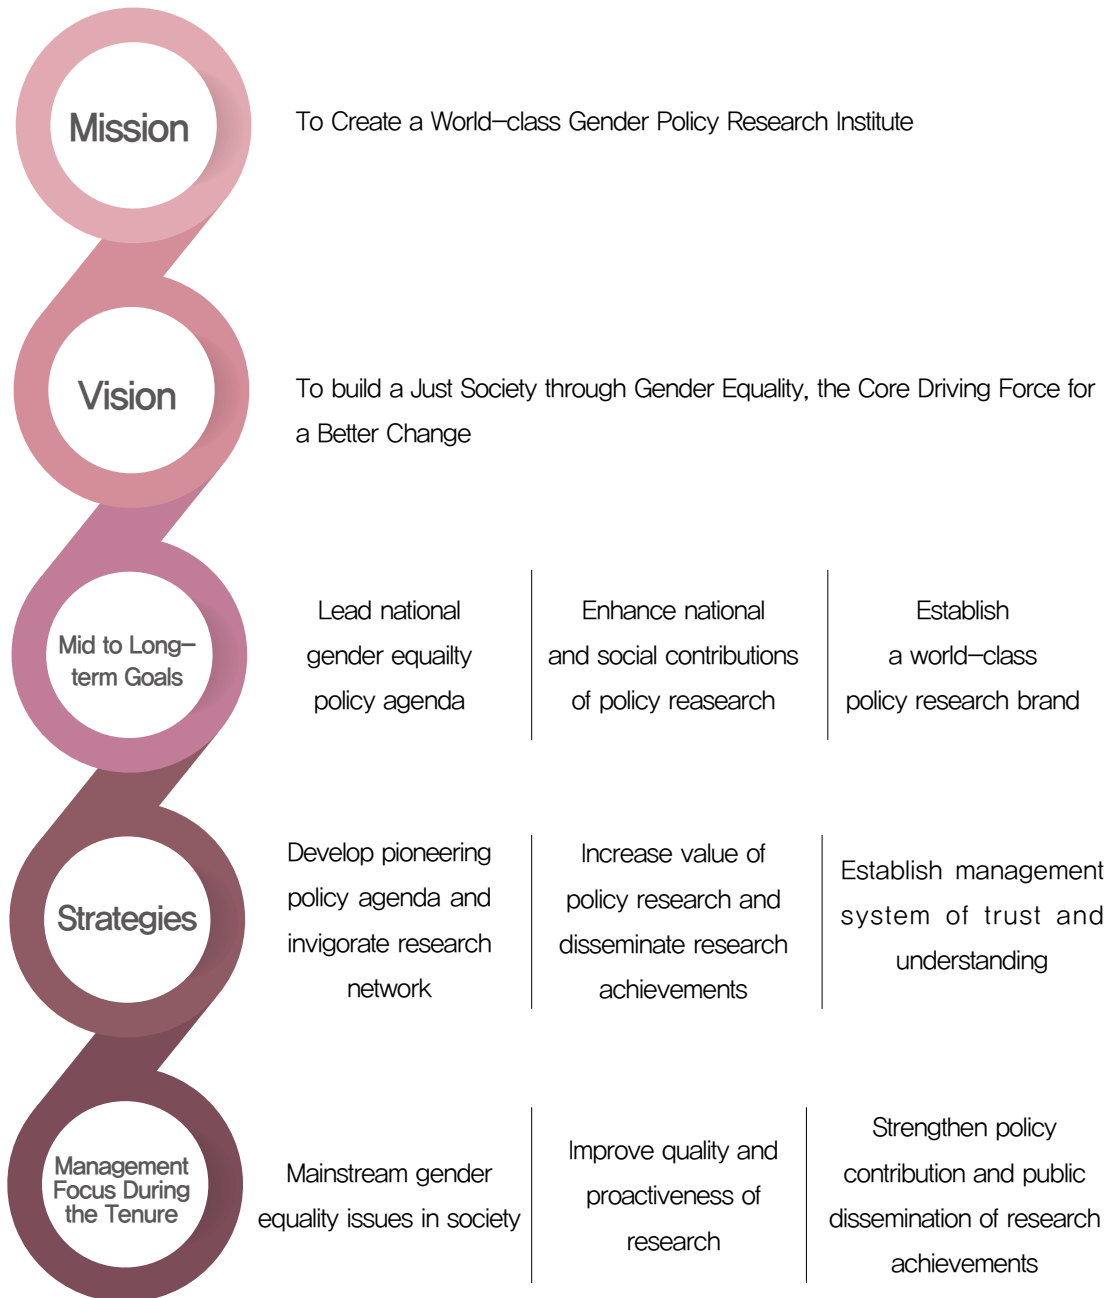 Mission
To Create a World-class Gender Policy Research Institute
Vision
To build a Just Society through Gender Equality, the Core Driving Force for
a Better Change
Mid to Long-
term Goals
Lead national
gender equailty
policy agenda
Enhance national
and social contributions
of policy reasearch
Establish
a world-class
policy research brand
Strategies
Develop pioneering
policy agenda and
invigorate research
network
Increase value of
policy research and
disseminate research
achievements
Establish management
system of trust and
understanding
Management
Focus During
the Tenure
Mainstream gender
equality issues in society
Improve quality and
proactiveness of
research
Strengthen policy
contribution and public
dissemination of research
achievements